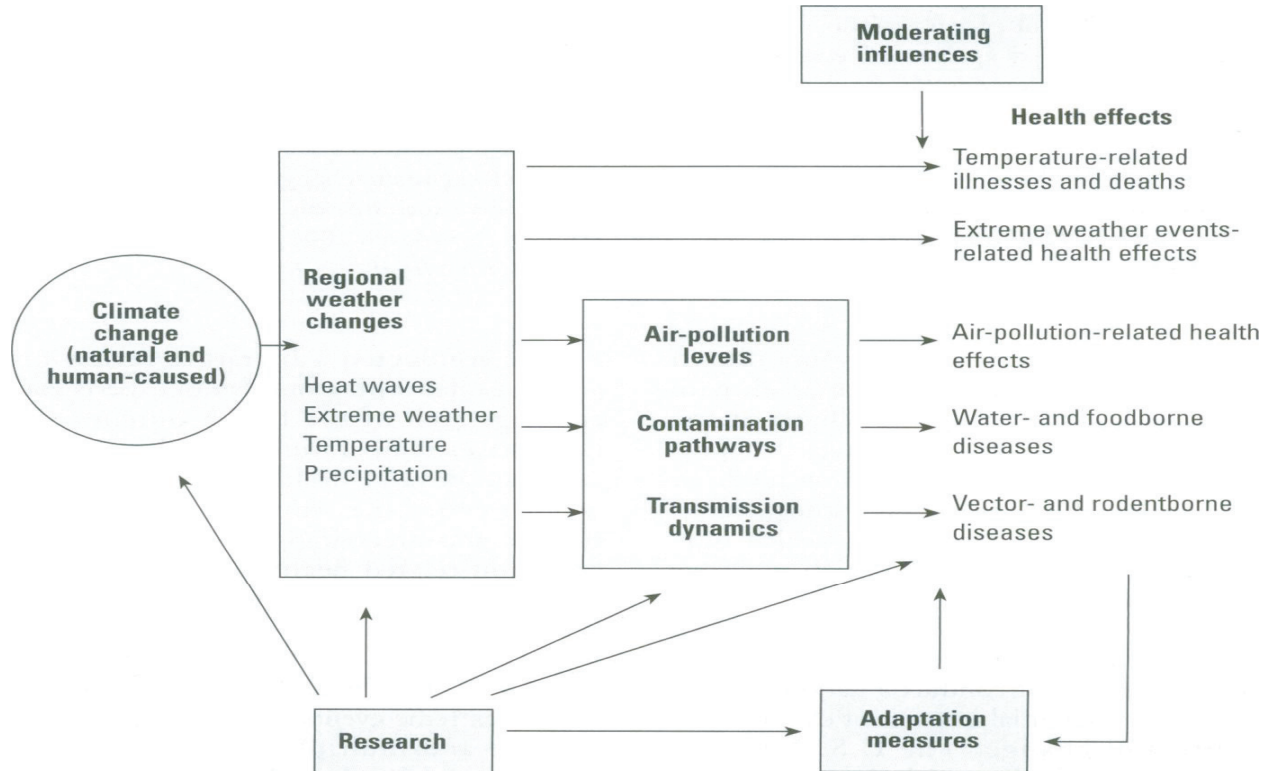 Moderating
influences
Health effects
Temperature-related
illnesses and deaths
Extreme weather events-
related health effects
Regional
weather
changes
Heat waves
Extreme weather
Temperature
Precipitation
Climate
change
(natural and
human-caused)
Air-pollution
levels
Air-pollution-related health
effects
Contamination
pathways
Water- and foodborne
diseases
Transmission
dynamics
Vector- and rodentborne
diseases
Research
Adaptation
measures